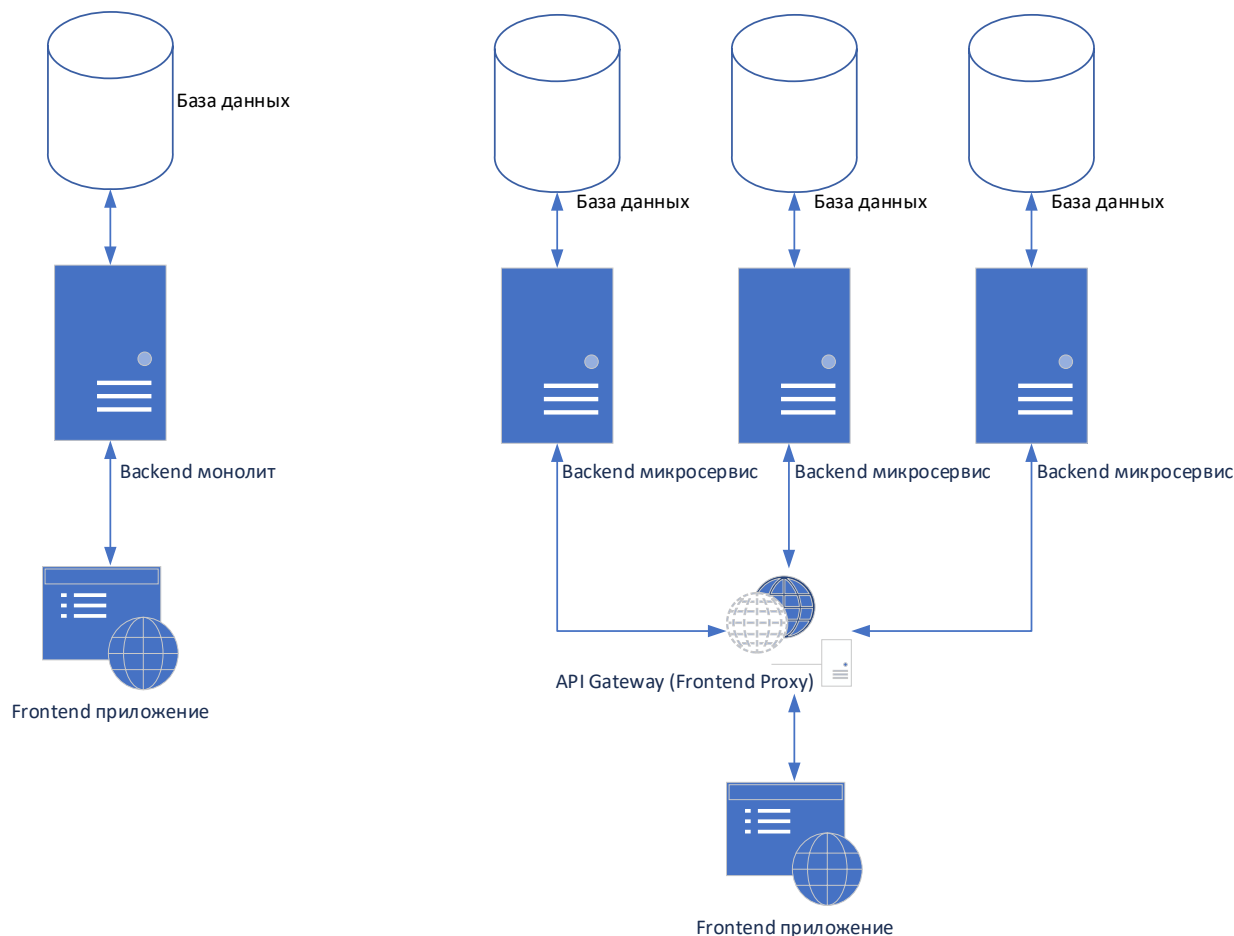 База данных
База данных
База данных
База данных
Backend монолит
Backend микросервис
Backend микросервис
Backend микросервис
API Gateway (Frontend Proxy)
Frontend приложение
Frontend приложение